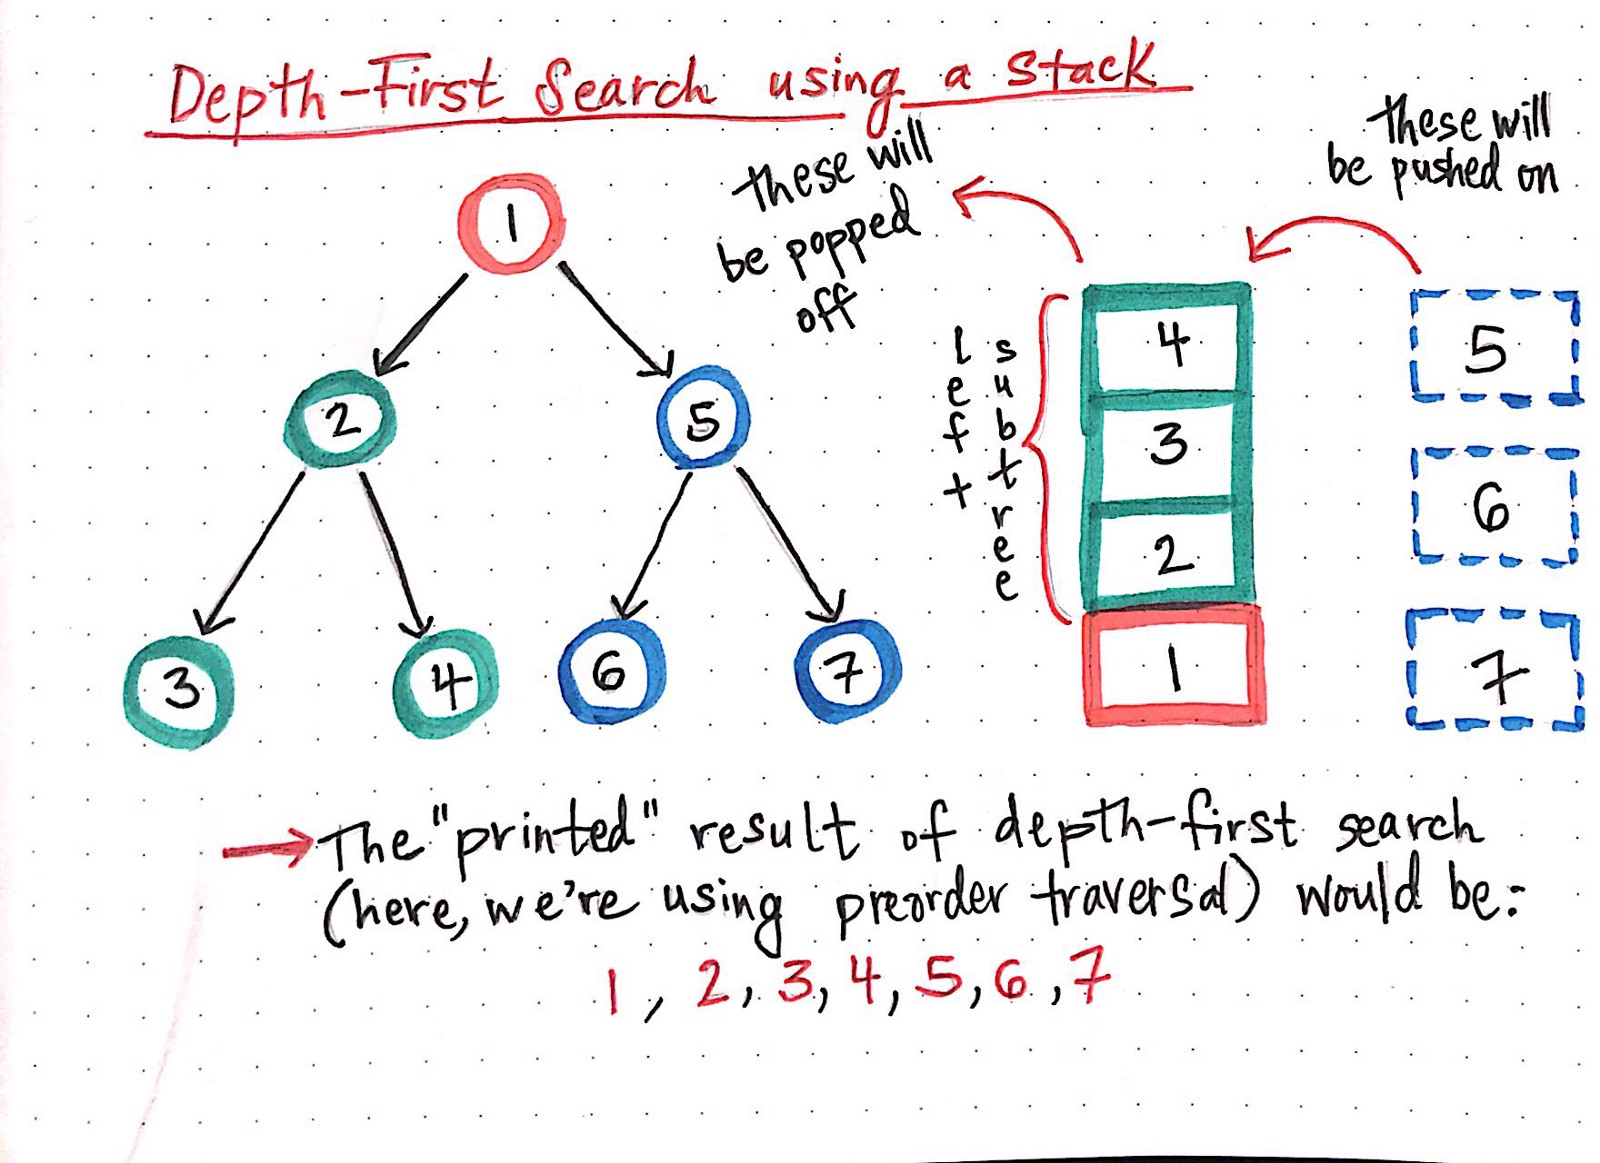 Depth-First Search using a stack
these will
be popped
off
these will
be pushed on
1
2
5
3
4
6
7
left
subtree
4
3
2
1
5
6
7
The "printed" result of depth-first search
(here, we're using preorder traversal) would be:
1, 2, 3, 4, 5, 6, 7